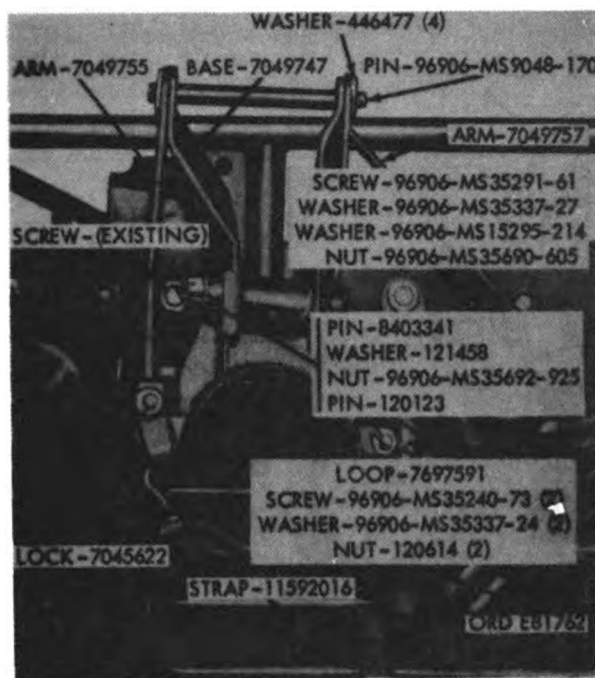 WASHER-446477 (4)
ARM-7049755
BASE-7049747
PIN-96906-MS9048-170
ARM-7049757
SCREW-96906-MS35291-61
WASHER-96906-MS35337-27
WASHER-96906-MS15295-214
NUT-96906-MS35690-605
SCREW-(EXISTING)
PIN-8403341
WASHER-121458
NUT-96906-MS35692-925
PIN-120123
LOOP-7697591
SCREW-96906-MS35240-73 (2)
WASHER-96906-MS35337-24 (2)
NUT-120614 (2)
LOCK-7045622
STRAP-11592016
ORD E81762